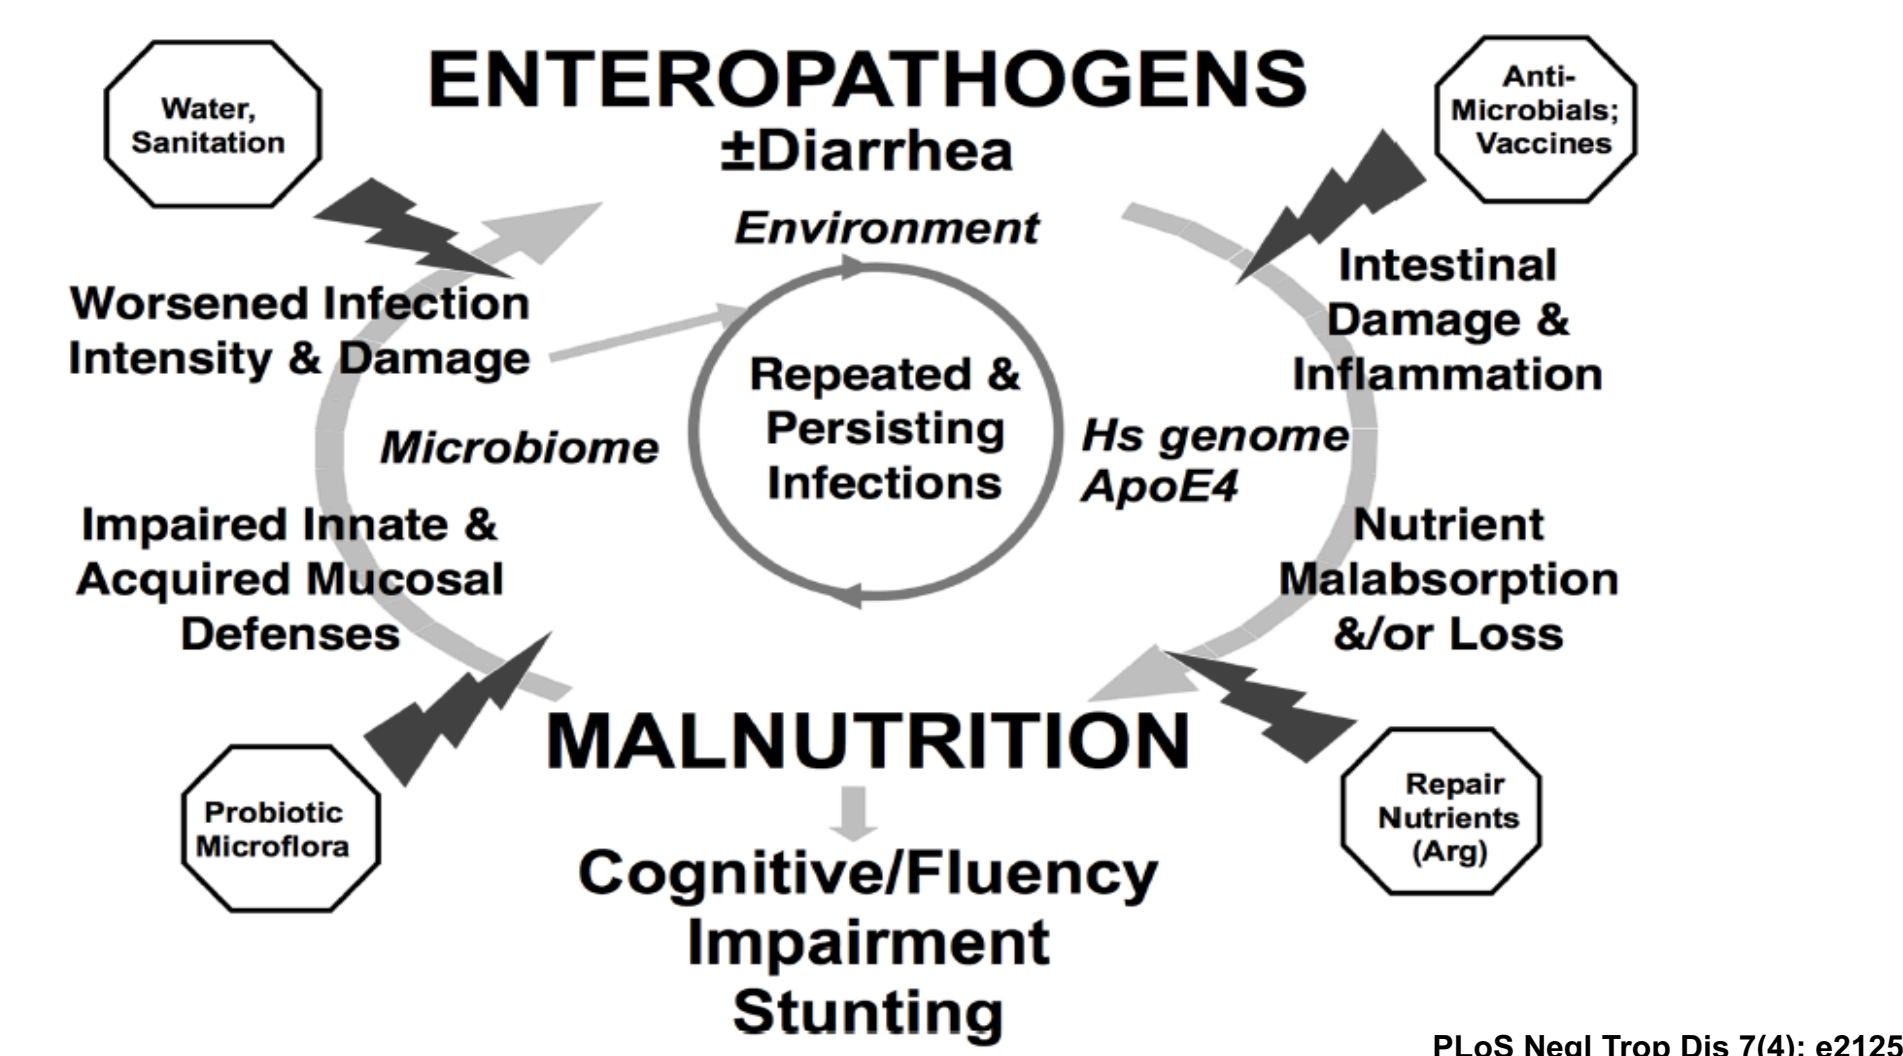 ENTEROPATHOGENS
±Diarrhea
Water,
Sanitation
Anti-
Microbials;
Vaccines
Environment
Worsened Infection
Intensity & Damage
Intestinal
Damage &
Inflammation
Repeated &
Persisting
Infections
Microbiome
Hs genome
ApoE4
Impaired Innate &
Acquired Mucosal
Defenses
Nutrient
Malabsorption
&/or Loss
MALNUTRITION
Probiotic
Microflora
Repair
Nutrients
(Arg)
Cognitive/Fluency
Impairment
Stunting
PLoS Negl Trop Dis 7(4): e2125